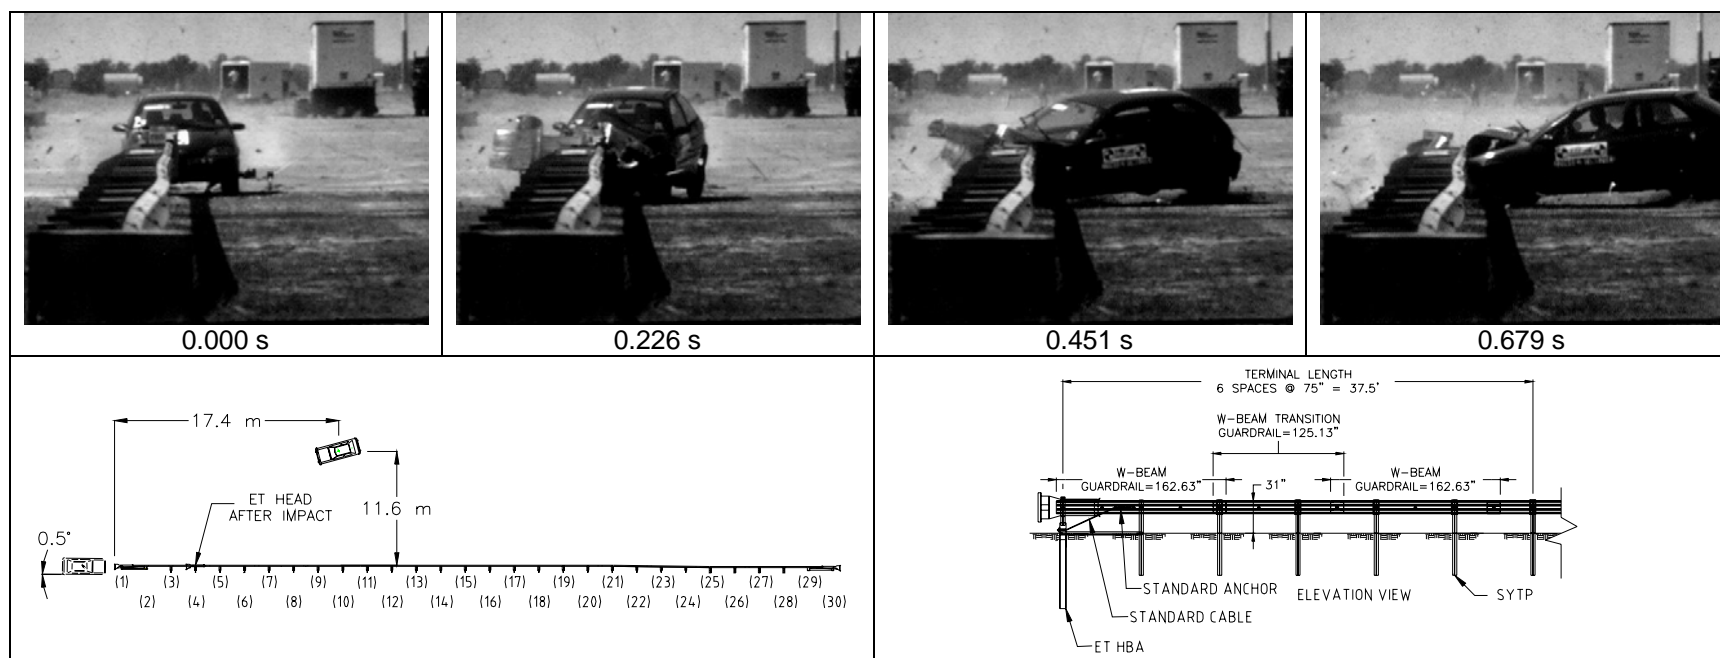 0.000 s
0.226 s
0.451 s
0.679 s
17.4 m
ET HEAD
AFTER IMPACT
11.6 m
0.5°
(1) (3) (5) (7) (9) (11) (13) (15) (17) (19) (21) (23) (25) (27) (29)
(2) (4) (6) (8) (10) (12) (14) (16) (18) (20) (22) (24) (26) (28) (30)
TERMINAL LENGTH
6 SPACES @ 75" = 37.5'
W-BEAM TRANSITION
GUARDRAIL=125.13"
W-BEAM
GUARDRAIL=162.63"
31"
W-BEAM
GUARDRAIL=162.63"
STANDARD ANCHOR
ELEVATION VIEW
SYTP
STANDARD CABLE
ET HBA